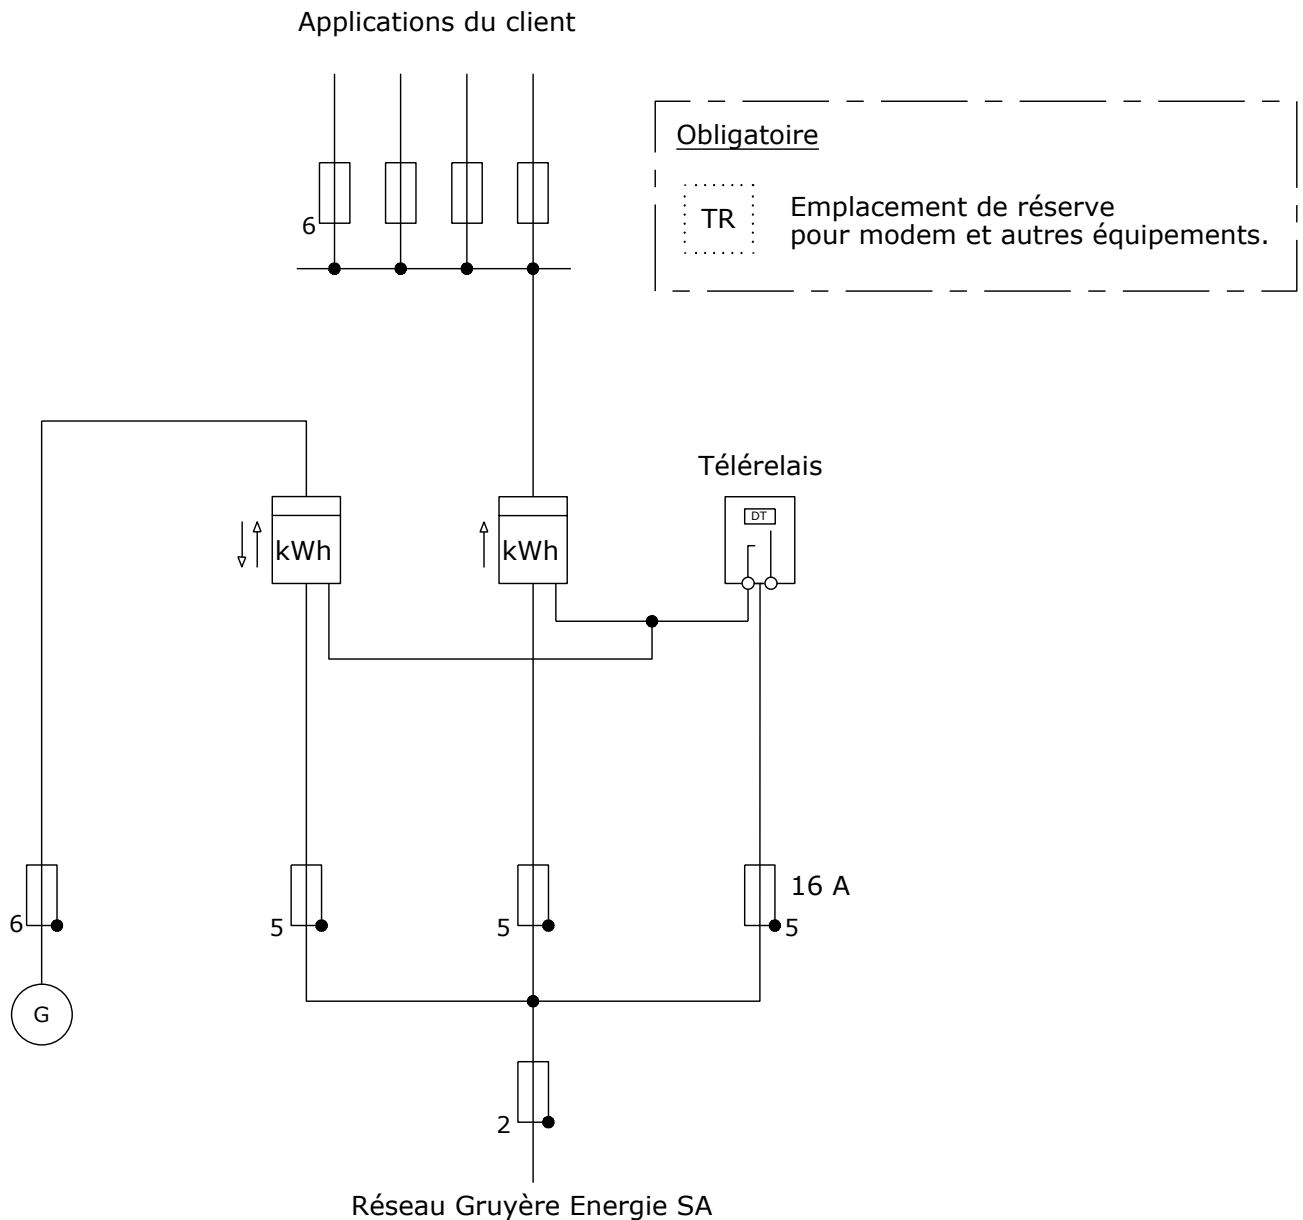 Applications du client
Obligatoire
TR
Emplacement de réserve
pour modem et autres équipements.
6
Télérelais
DT
kWh
kWh
16 A
6
5
5
5
G
2
Réseau Gruyère Energie SA